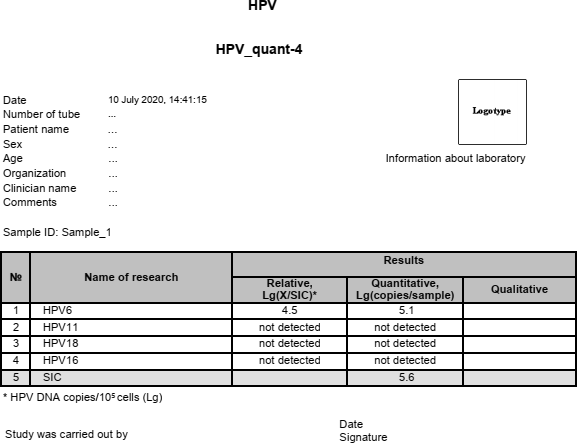 HPV
HPV_quant-4
Date 10 July 2020, 14:41:15
Number of tube ...
Patient name ...
Sex ...
Age ...
Organization ...
Clinician name ...
Comments ...
Logotype
Information about laboratory
Sample ID: Sample_1
№ Name of research Results
Relative, Lg(X/SIC)* Quantitative, Lg(copies/sample) Qualitative
1 HPV6 4.5 5.1
2 HPV11 not detected not detected
3 HPV18 not detected not detected
4 HPV16 not detected not detected
5 SIC 5.6
* HPV DNA copies/10⁵ cells (Lg)
Study was carried out by
Date
Signature